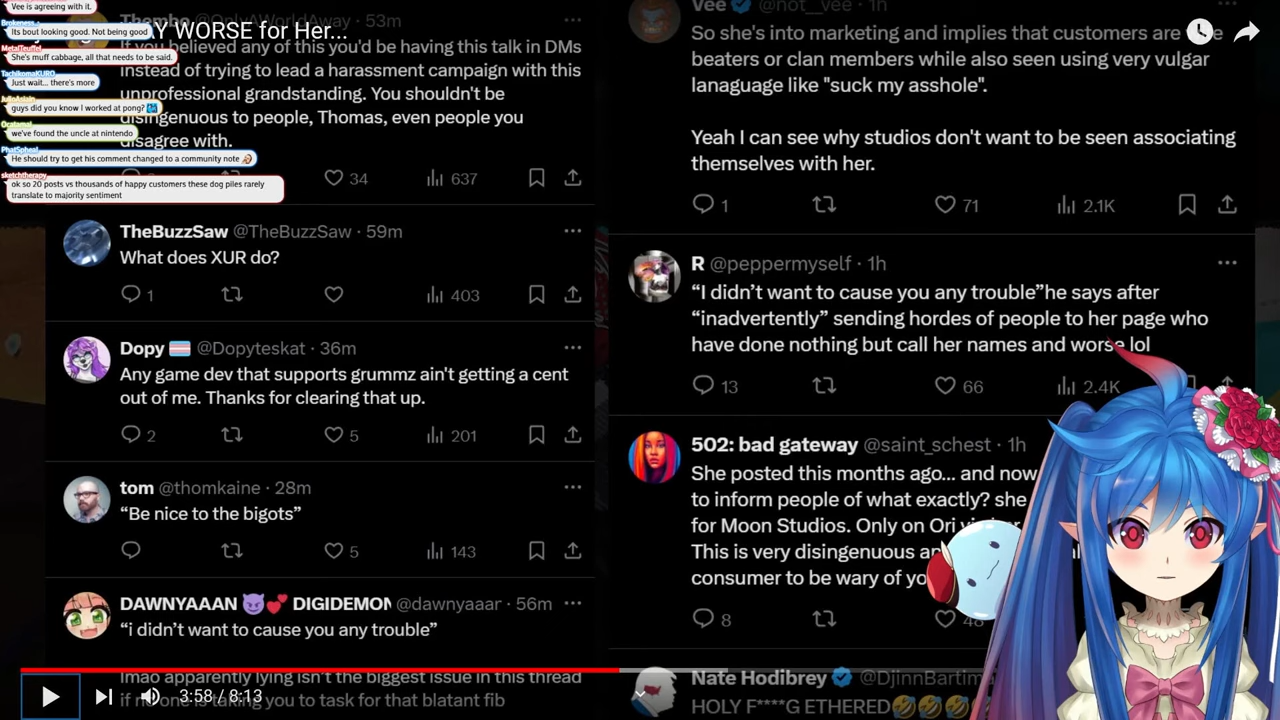 Vee is agreeing with it.
Brokeness
Its bout looking good. Not being good
MetalTeuffel
She's muff cabbage, all that needs to be said.
TachikomaKURO
Just wait... there's more
guys did you know I worked at pong?
Ocatama
we've found the uncle at nintendo
PhatSpheal
He should try to get his comment changed to a community note
sketchtherapy
ok so 20 posts vs thousands of happy customers these dog piles rarely
translate to majority sentiment
Y WORSE for Her...
Thembo @OnlyAWorldAway · 53m
If you believed any of this you'd be having this talk in DMs
instead of trying to lead a harassment campaign with this
unprofessional grandstanding. You shouldn't be
disingenuous to people, Thomas, even people you
disagree with.
34 637
TheBuzzSaw @TheBuzzSaw · 59m
What does XUR do?
1 403
Dopy @Dopyteskat · 36m
Any game dev that supports grummz ain't getting a cent
out of me. Thanks for clearing that up.
2 5 201
tom @thomkaine · 28m
“Be nice to the bigots”
5 143
DAWNYAAAN DIGIDEMON @dawnyaaar · 56m
“i didn’t want to cause you any trouble”
lmao apparently lying isn't the biggest issue in this thread
if no one is taking you to task for that blatant fib
Vee @not_Vee · 1h
So she's into marketing and implies that customers are
beaters or clan members while also seen using very vulgar
language like "suck my asshole".
Yeah I can see why studios don't want to be seen associating
themselves with her.
1 71 2.1K
R @peppermyself · 1h
“I didn’t want to cause you any trouble”he says after
“inadvertently” sending hordes of people to her page who
have done nothing but call her names and worse lol
13 66 2.4K
502: bad gateway @saint_schest · 1h
She posted this months ago... and now
to inform people of what exactly? she
for Moon Studios. Only on Ori
This is very disingenuous
consumer to be wary of
8 48
Nate Hodibrey @DjinnBartim
HOLY F****G ETHERED
3:58 / 8:13